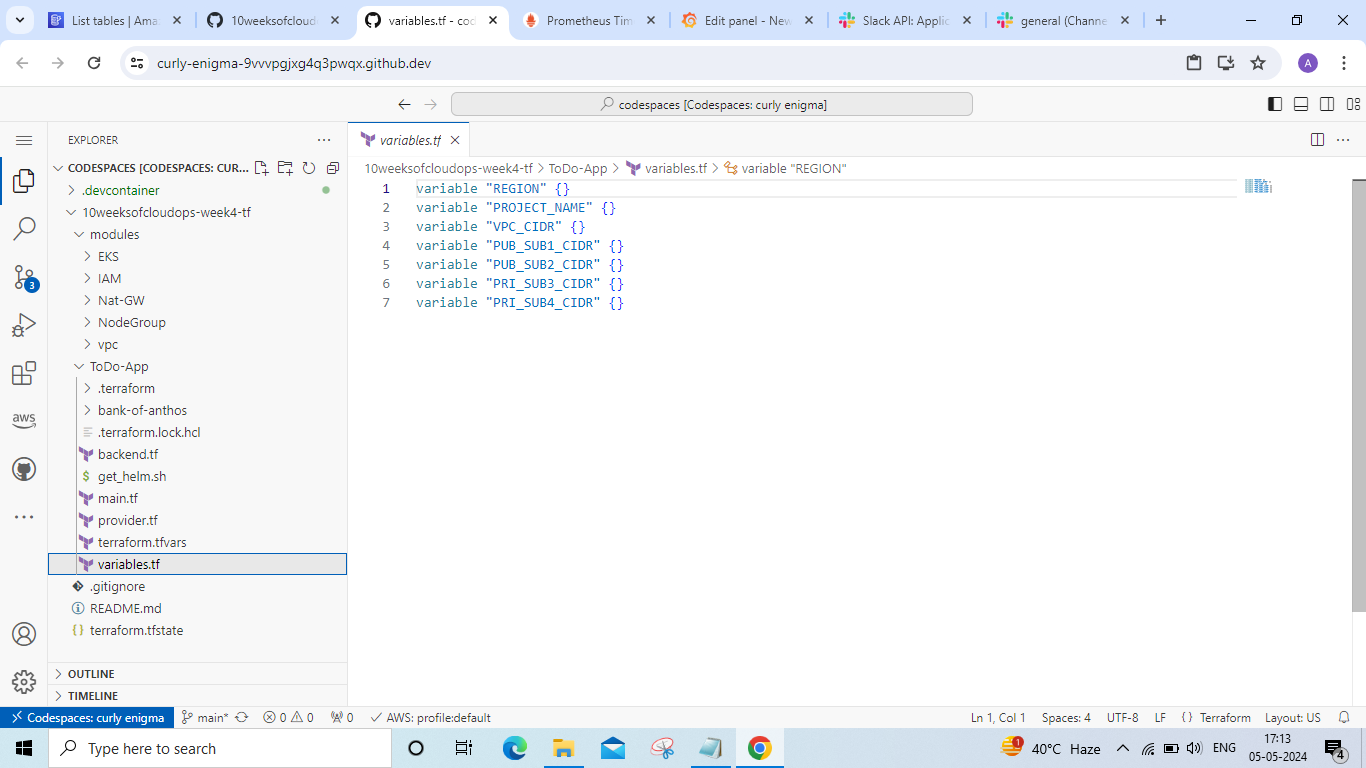 List tables | Ama
10weeksofcloud
variables.tf - cod
Prometheus Tim
Edit panel - New
Slack API: Applic
general (Channe
curly-enigma-9vvvpgjxg4q3pwqx.github.dev
A
codespaces [Codespaces: curly enigma]
EXPLORER
CODESPACES [CODESPACES: CUR...
.devcontainer
10weeksofcloudops-week4-tf
modules
EKS
IAM
Nat-GW
NodeGroup
vpc
ToDo-App
.terraform
bank-of-anthos
.terraform.lock.hcl
backend.tf
$ get_helm.sh
main.tf
provider.tf
terraform.tfvars
variables.tf
.gitignore
README.md
{} terraform.tfstate
OUTLINE
TIMELINE
3
aws
variables.tf
10weeksofcloudops-week4-tf > ToDo-App > variables.tf > variable "REGION"
1 variable "REGION" {}
2 variable "PROJECT_NAME" {}
3 variable "VPC_CIDR" {}
4 variable "PUB_SUB1_CIDR" {}
5 variable "PUB_SUB2_CIDR" {}
6 variable "PRI_SUB3_CIDR" {}
7 variable "PRI_SUB4_CIDR" {}
Codespaces: curly enigma main* 0 0 0 AWS: profile:default Ln 1, Col 1 Spaces: 4 UTF-8 LF {} Terraform Layout: US
Type here to search
1
40°C Haze
ENG
17:13
05-05-2024
4